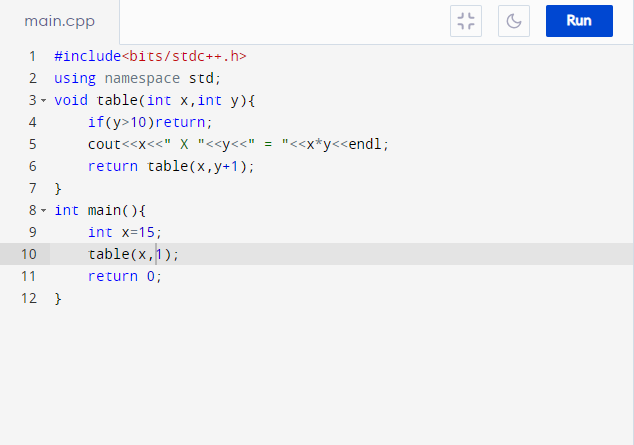 main.cpp
Run
1 #include<bits/stdc++.h>
2 using namespace std;
3 void table(int x,int y){
4     if(y>10)return;
5     cout<<x<<" X "<<y<<" = "<<x*y<<endl;
6     return table(x,y+1);
7 }
8 int main(){
9     int x=15;
10     table(x,1);
11     return 0;
12 }